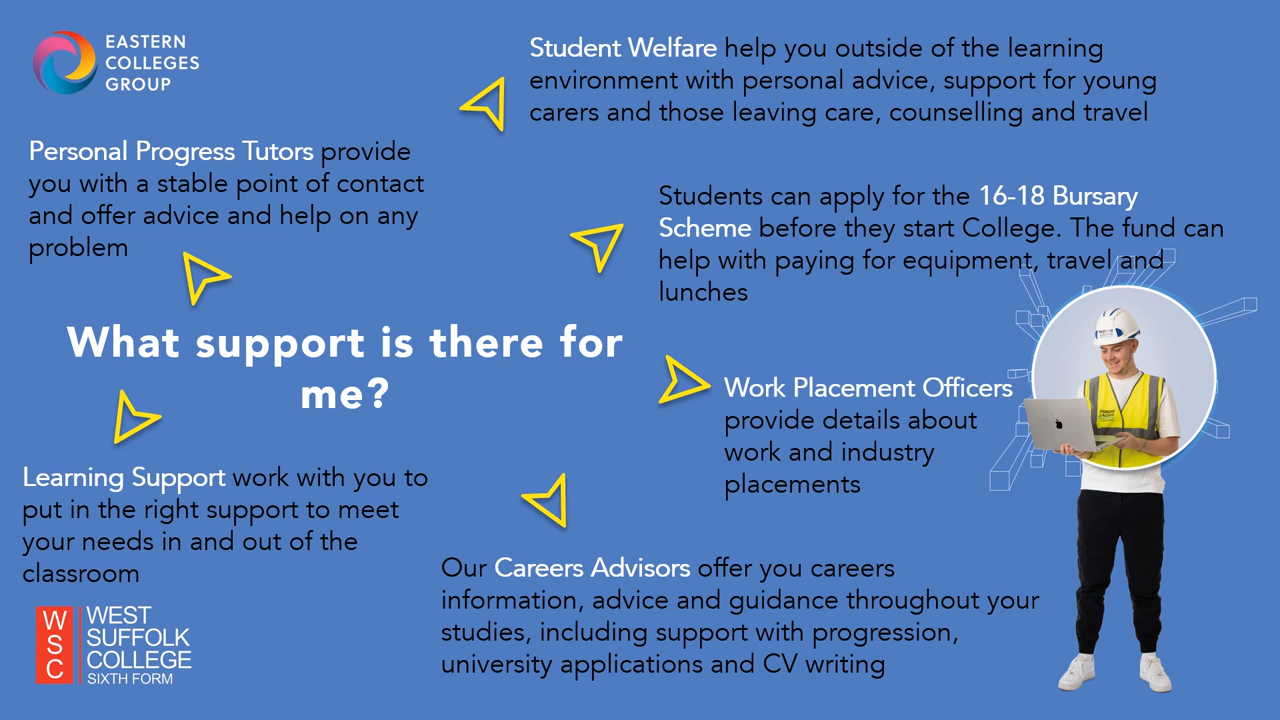 EASTERN
COLLEGES
GROUP
Student Welfare help you outside of the learning
environment with personal advice, support for young
carers and those leaving care, counselling and travel
Personal Progress Tutors provide
you with a stable point of contact
and offer advice and help on any
problem
Students can apply for the 16-18 Bursary
Scheme before they start College. The fund can
help with paying for equipment, travel and
lunches
What support is there for
me?
Work Placement Officers
provide details about
work and industry
placements
Learning Support work with you to
put in the right support to meet
your needs in and out of the
classroom
Our Careers Advisors offer you careers
information, advice and guidance throughout your
studies, including support with progression,
university applications and CV writing
WSC
WEST
SUFFOLK
COLLEGE
SIXTH FORM